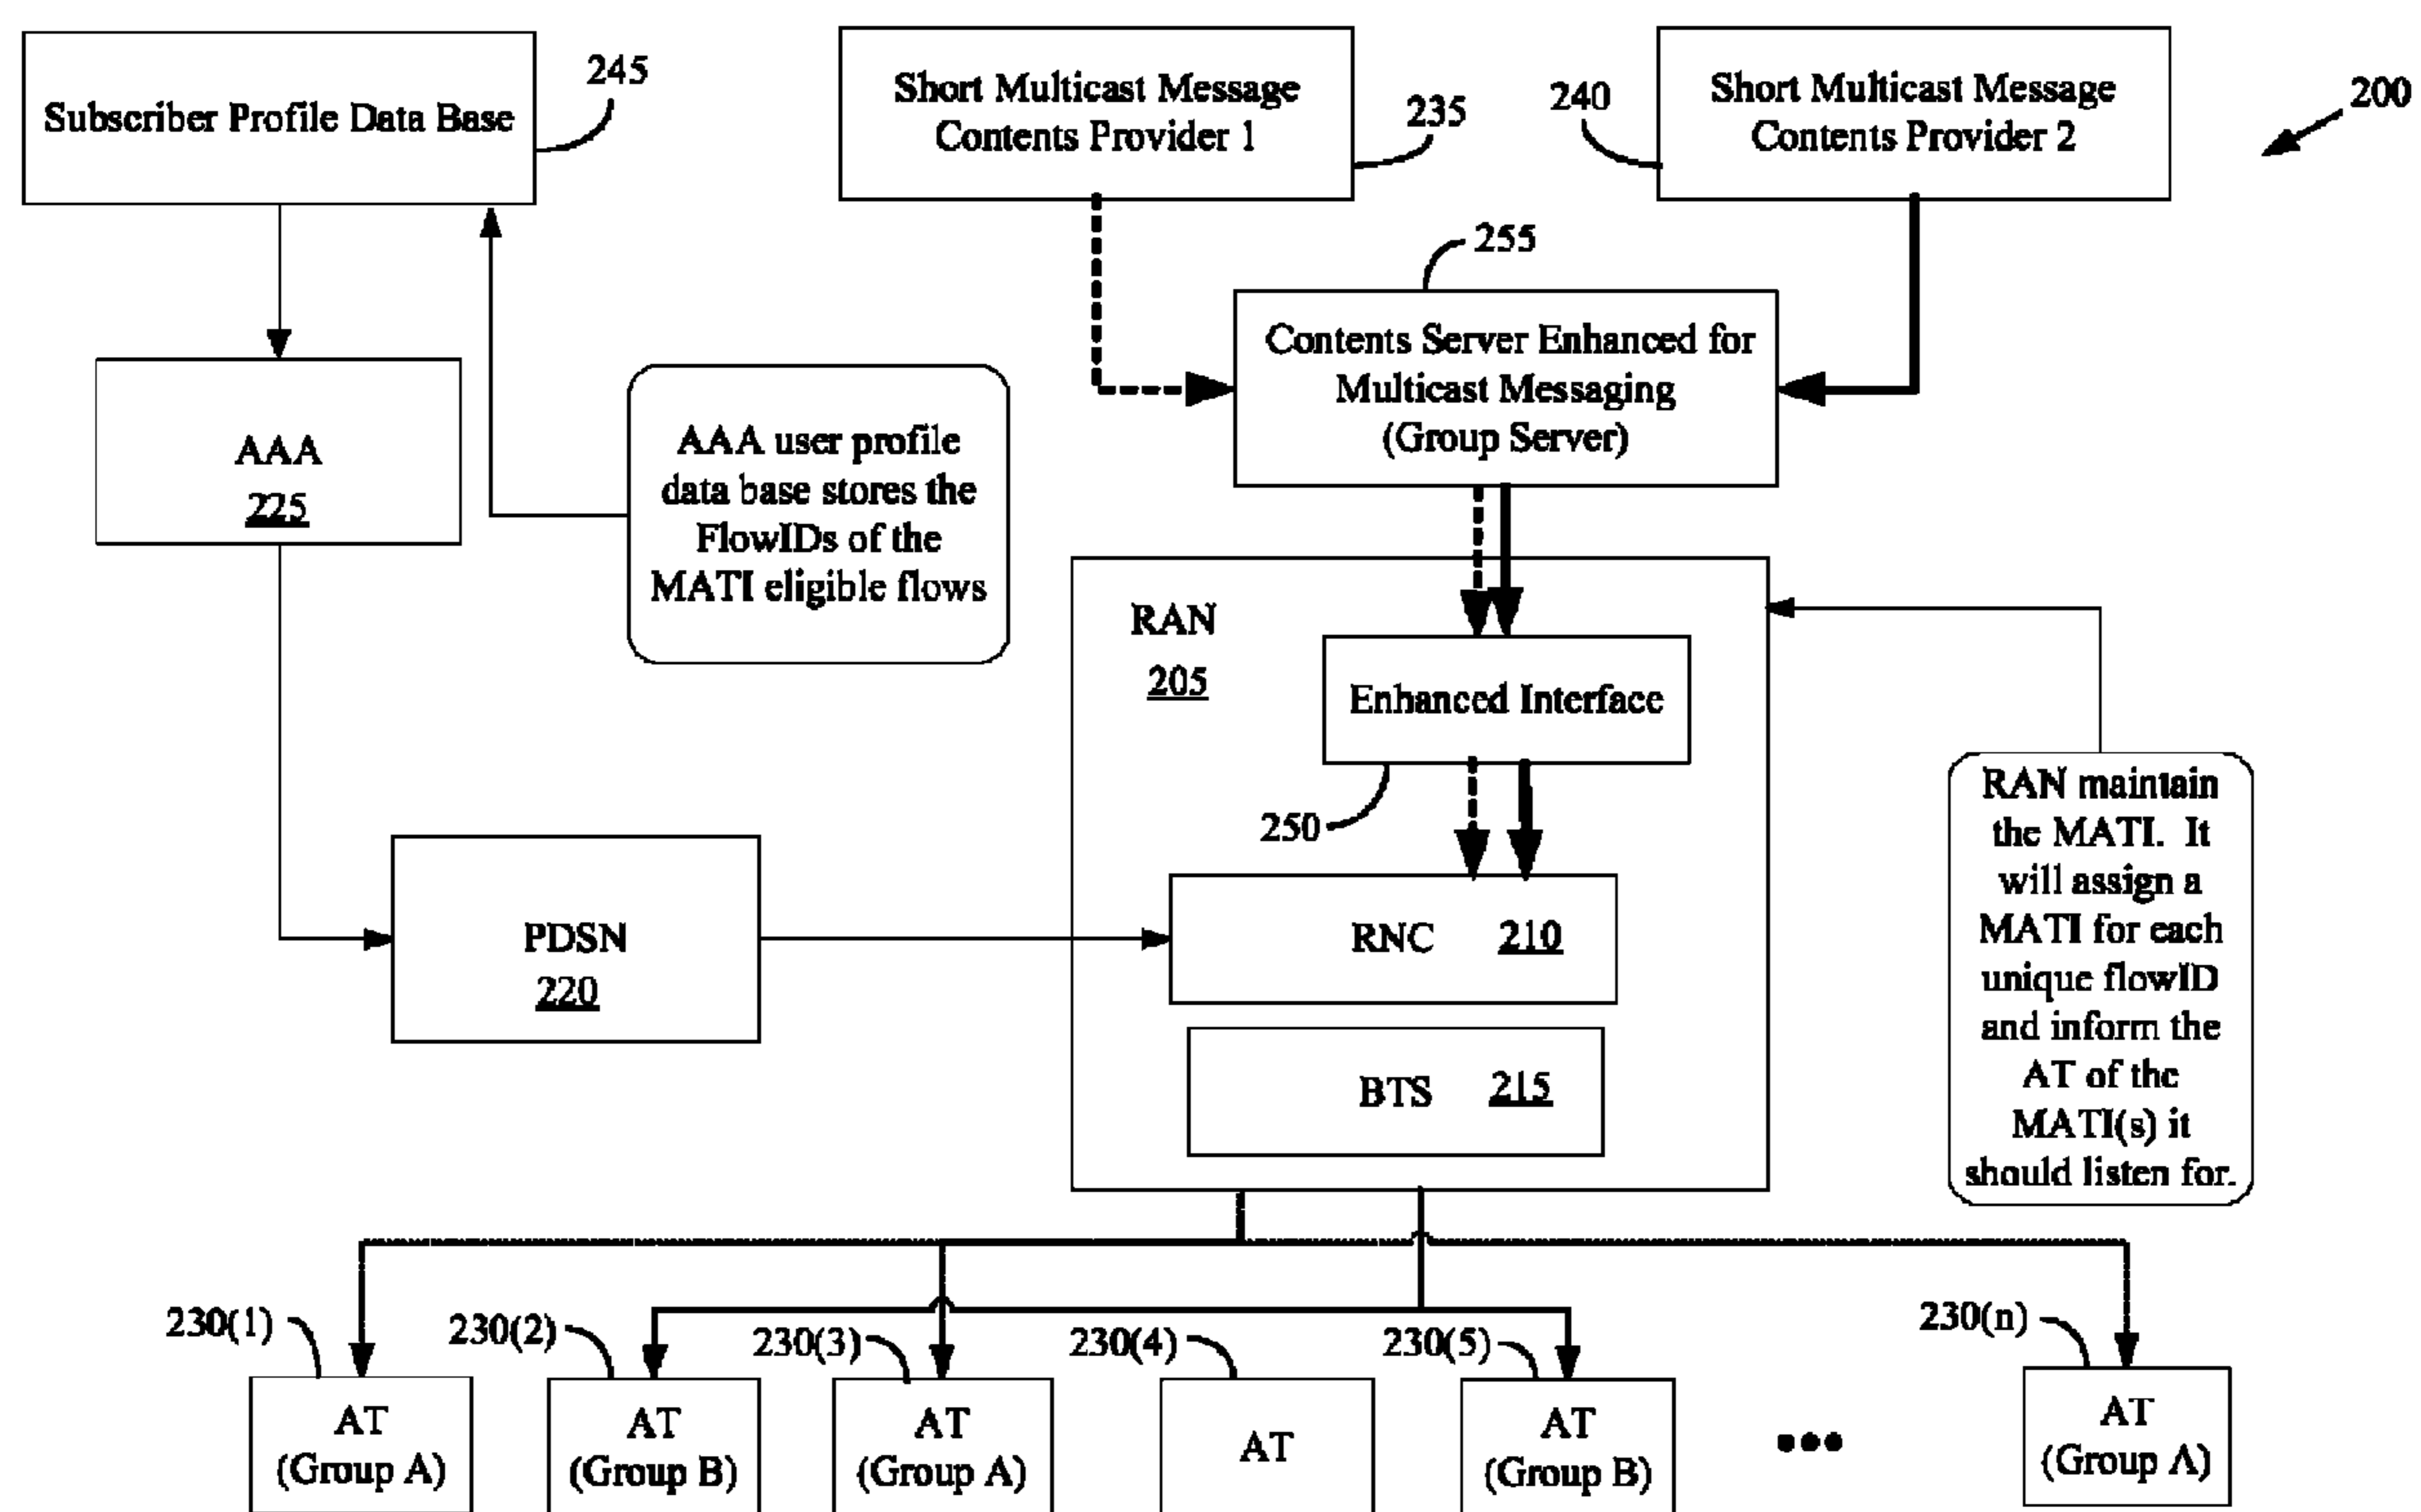 Subscriber Profile Data Base
245
Short Multicast Message
Contents Provider 1
235
240
Short Multicast Message
Contents Provider 2
200
255
Contents Server Enhanced for
Multicast Messaging
(Group Server)
AAA
225
AAA user profile
data base stores the
FlowIDs of the
MATI eligible flows
RAN
205
Enhanced Interface
250
RAN maintain
the MATI. It
will assign a
MATI for each
unique flowID
and inform the
AT of the
MATI(s) it
should listen for.
PDSN
220
RNC 210
BTS 215
230(1)
230(2)
230(3)
230(4)
230(5)
230(n)
AT
(Group A)
AT
(Group B)
AT
(Group A)
AT
AT
(Group B)
•••
AT
(Group A)